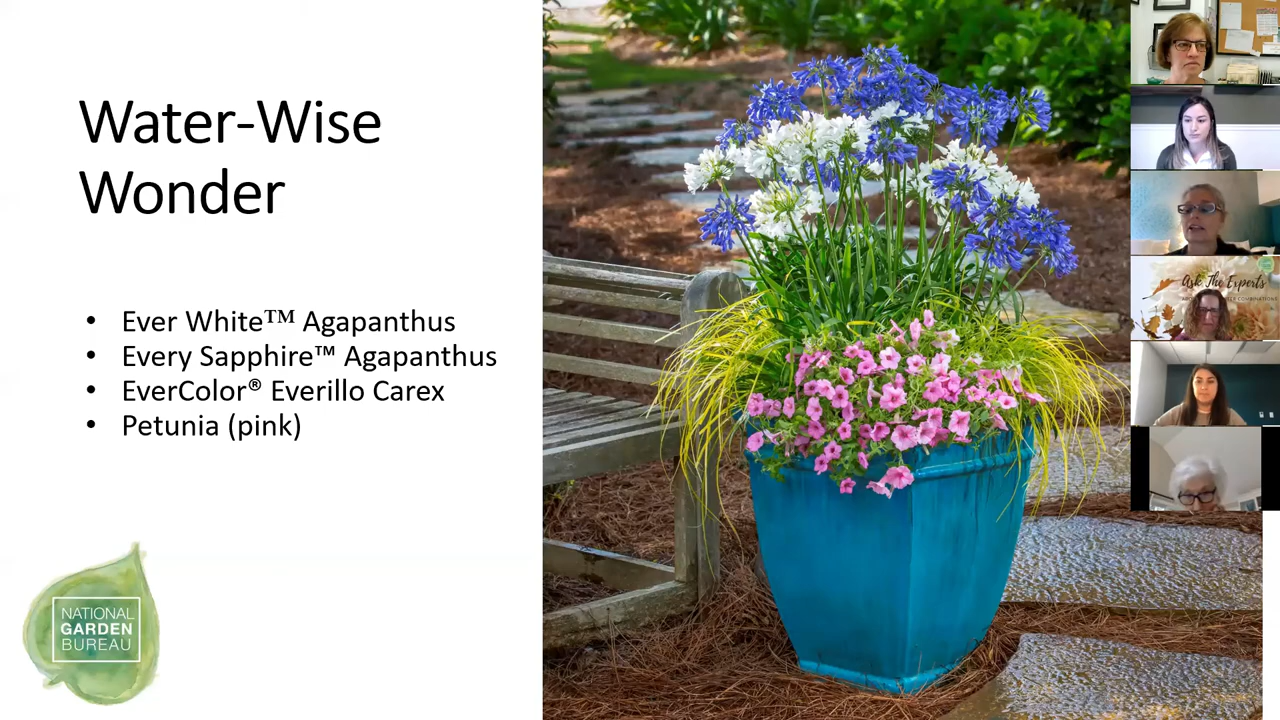 Water-Wise
Wonder
• Ever White™ Agapanthus
• Every Sapphire™ Agapanthus
• EverColor® Everillo Carex
• Petunia (pink)
NATIONAL
GARDEN
BUREAU
Ask The Experts